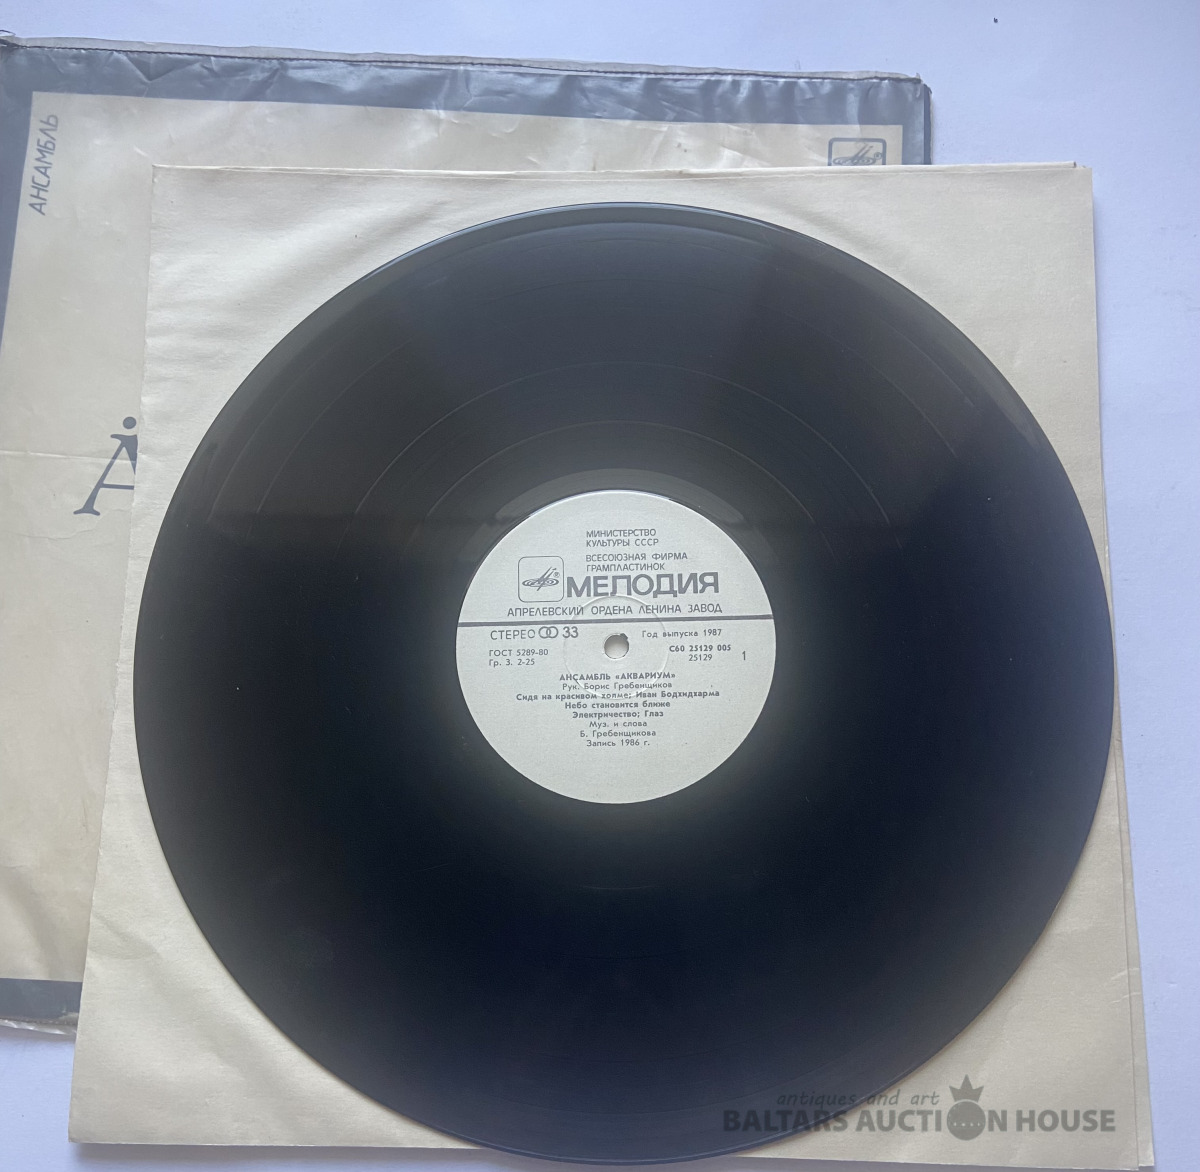 АНСАМБЛЬ
МИНИСТЕРСТВО
КУЛЬТУРЫ СССР
ВСЕСОЮЗНАЯ ФИРМА
ГРАМПЛАСТИНОК
МЕЛОДИЯ
АПРЕЛЕВСКИЙ ОРДЕНА ЛЕНИНА ЗАВОД
СТЕРЕО 33
Год выпуска 1987
ГОСТ 5289-80
Гр. 3. 2-25
С60 25129 005
25129
1
АНСАМБЛЬ «АКВАРИУМ»
Рук. Борис Гребенщиков
Сидя на красивом холме; Иван Бодхидхарма
Небо становится ближе
Электричество; Глаз
Муз. и слова
Б. Гребенщикова
Запись 1986 г.
antiques and art
BALTARS AUCTION HOUSE